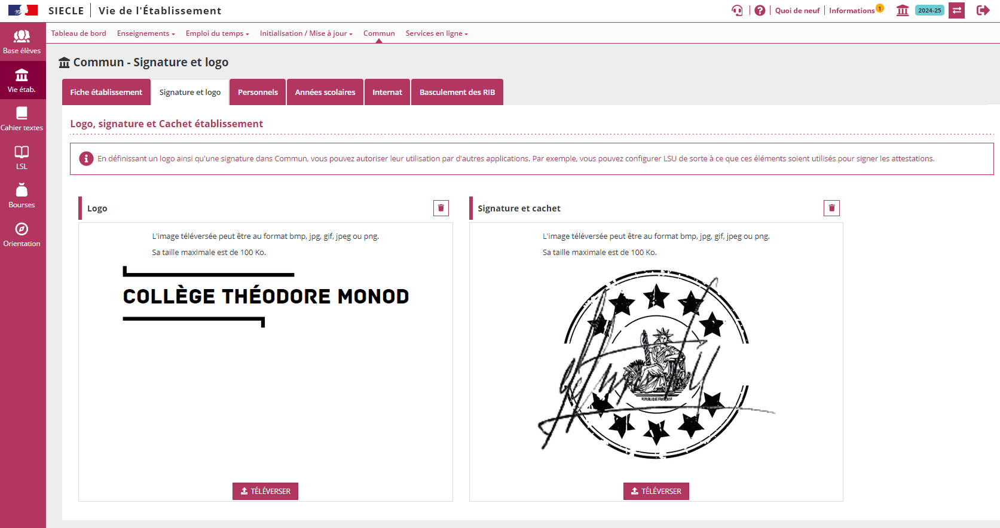 SIECLE
Vie de l'Établissement
Quoi de neuf
Informations 1
2024-25
Tableau de bord
Enseignements
Emploi du temps
Initialisation / Mise à jour
Commun
Services en ligne
Base élèves
Vie étab.
Cahier textes
LSL
Bourses
Orientation
Commun - Signature et logo
Fiche établissement
Signature et logo
Personnels
Années scolaires
Internat
Basculement des RIB
Logo, signature et Cachet établissement
En définissant un logo ainsi qu'une signature dans Commun, vous pouvez autoriser leur utilisation par d'autres applications. Par exemple, vous pouvez configurer LSU de sorte à ce que ces éléments soient utilisés pour signer les attestations.
Logo
L'image téléversée peut être au format bmp, jpg, gif, jpeg ou png.
Sa taille maximale est de 100 Ko.
COLLÈGE THÉODORE MONOD
TÉLÉVERSER
Signature et cachet
L'image téléversée peut être au format bmp, jpg, gif, jpeg ou png.
Sa taille maximale est de 100 Ko.
REPUBLIQUE FRANCAISE
TÉLÉVERSER